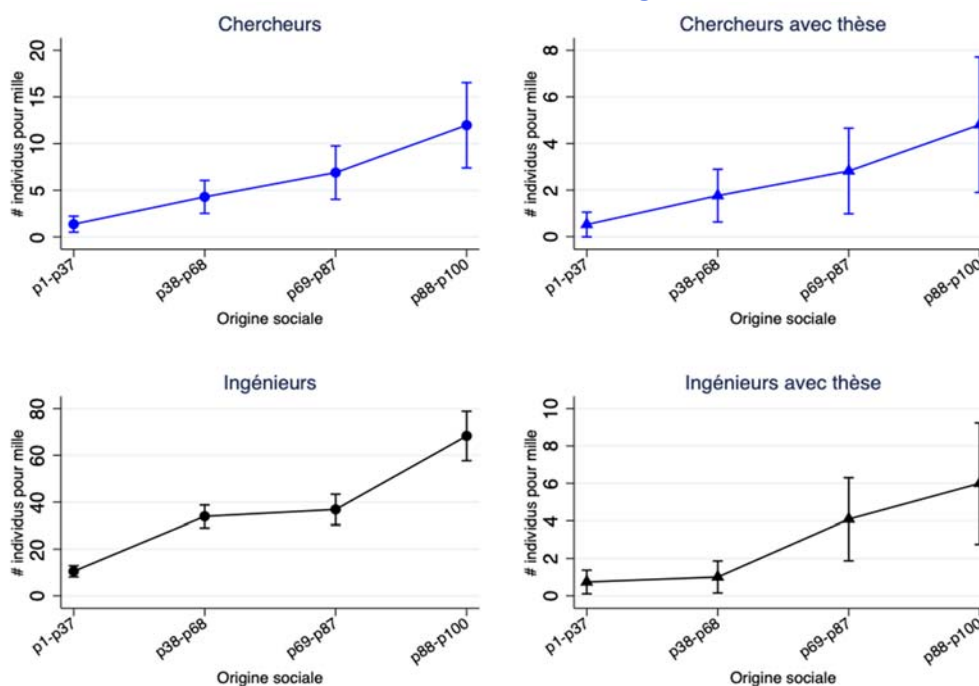 Chercheurs
# individus pour mille
20
15
10
5
0
p1-p37
p38-p68
p69-p87
p88-p100
Origine sociale
Chercheurs avec thèse
# individus pour mille
8
6
4
2
0
p1-p37
p38-p68
p69-p87
p88-p100
Origine sociale
Ingénieurs
# individus pour mille
80
60
40
20
0
p1-p37
p38-p68
p69-p87
p88-p100
Origine sociale
Ingénieurs avec thèse
# individus pour mille
10
8
6
4
2
0
p1-p37
p38-p68
p69-p87
p88-p100
Origine sociale